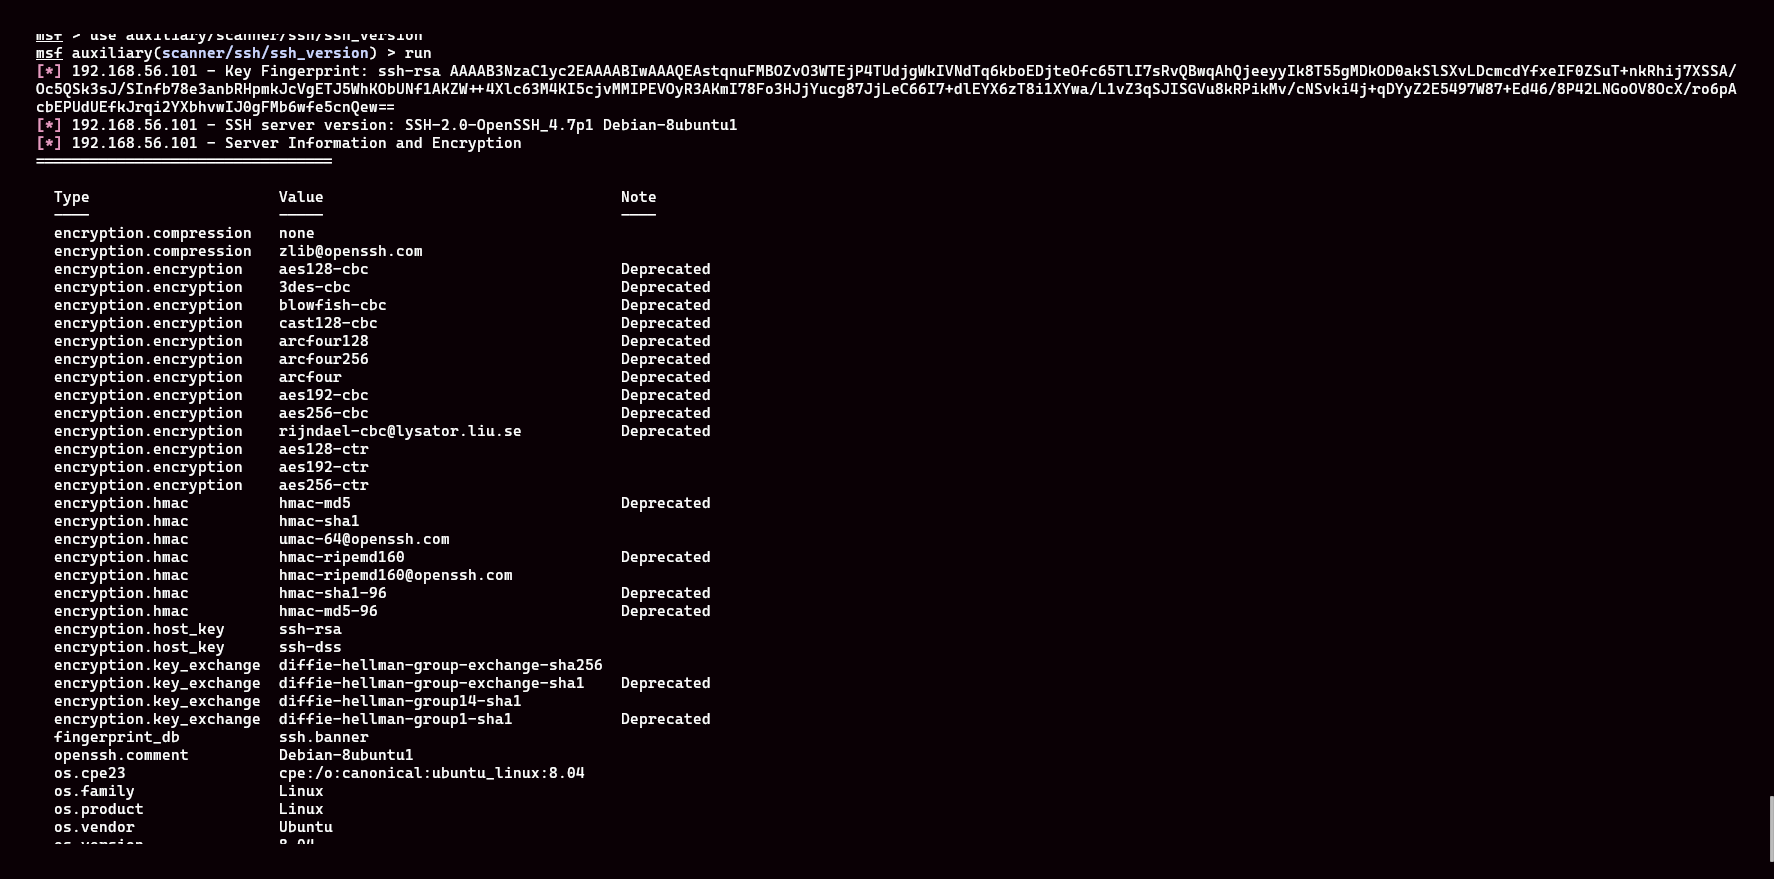 msf > use auxiliary/scanner/ssh/ssh_version
msf auxiliary(scanner/ssh/ssh_version) > run
[*] 192.168.56.101 - Key Fingerprint: ssh-rsa AAAAB3NzaC1yc2EAAAABIwAAAQEAstqnuFMBOZvO3WTEjP4TUdjgWkIVNdTq6kboEDjteOfc65TlI7sRvQBwqAhQjeeyyIk8T55gMDkOD0akSlSXvLDcmcdYfxeIF0ZSuT+nkRhij7XSSA/
Oc5QSk3sJ/SInfb78e3anbRHpmkJcVgETJ5WhKObUNf1AKZW++4Xlc63M4KI5cjvMMIPEVOyR3AKmI78Fo3HJjYucg87JjLeC66I7+dlEYX6zT8i1XYwa/L1vZ3qSJISGVu8kRPikMv/cNSvki4j+qDYyZ2E5497W87+Ed46/8P42LNGoOV8OcX/ro6pA
cbEPUdUEfkJrqi2YXbhvwIJ0gFMb6wfe5cnQew==
[*] 192.168.56.101 - SSH server version: SSH-2.0-OpenSSH_4.7p1 Debian-8ubuntu1
[*] 192.168.56.101 - Server Information and Encryption
=================================
Type Value Note
---- ----- ----
encryption.compression none
encryption.compression zlib@openssh.com
encryption.encryption aes128-cbc Deprecated
encryption.encryption 3des-cbc Deprecated
encryption.encryption blowfish-cbc Deprecated
encryption.encryption cast128-cbc Deprecated
encryption.encryption arcfour128 Deprecated
encryption.encryption arcfour256 Deprecated
encryption.encryption arcfour Deprecated
encryption.encryption aes192-cbc Deprecated
encryption.encryption aes256-cbc Deprecated
encryption.encryption rijndael-cbc@lysator.liu.se Deprecated
encryption.encryption aes128-ctr
encryption.encryption aes192-ctr
encryption.encryption aes256-ctr
encryption.hmac hmac-md5 Deprecated
encryption.hmac hmac-sha1
encryption.hmac umac-64@openssh.com
encryption.hmac hmac-ripemd160 Deprecated
encryption.hmac hmac-ripemd160@openssh.com
encryption.hmac hmac-sha1-96 Deprecated
encryption.hmac hmac-md5-96 Deprecated
encryption.host_key ssh-rsa
encryption.host_key ssh-dss
encryption.key_exchange diffie-hellman-group-exchange-sha256
encryption.key_exchange diffie-hellman-group-exchange-sha1 Deprecated
encryption.key_exchange diffie-hellman-group14-sha1
encryption.key_exchange diffie-hellman-group1-sha1 Deprecated
fingerprint_db ssh.banner
openssh.comment Debian-8ubuntu1
os.cpe23 cpe:/o:canonical:ubuntu_linux:8.04
os.family Linux
os.product Linux
os.vendor Ubuntu
os.version 8.04